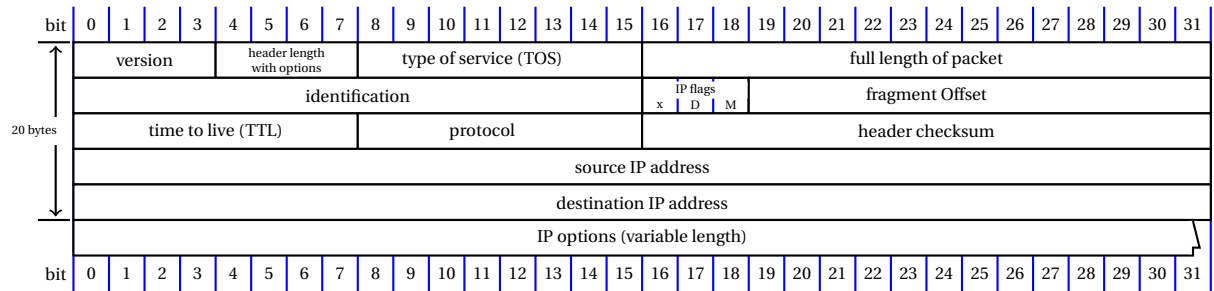 bit 0 1 2 3 4 5 6 7 8 9 10 11 12 13 14 15 16 17 18 19 20 21 22 23 24 25 26 27 28 29 30 31
version header length with options type of service (TOS) full length of packet
identification IP flags x D M fragment Offset
20 bytes time to live (TTL) protocol header checksum
source IP address
destination IP address
IP options (variable length)
bit 0 1 2 3 4 5 6 7 8 9 10 11 12 13 14 15 16 17 18 19 20 21 22 23 24 25 26 27 28 29 30 31